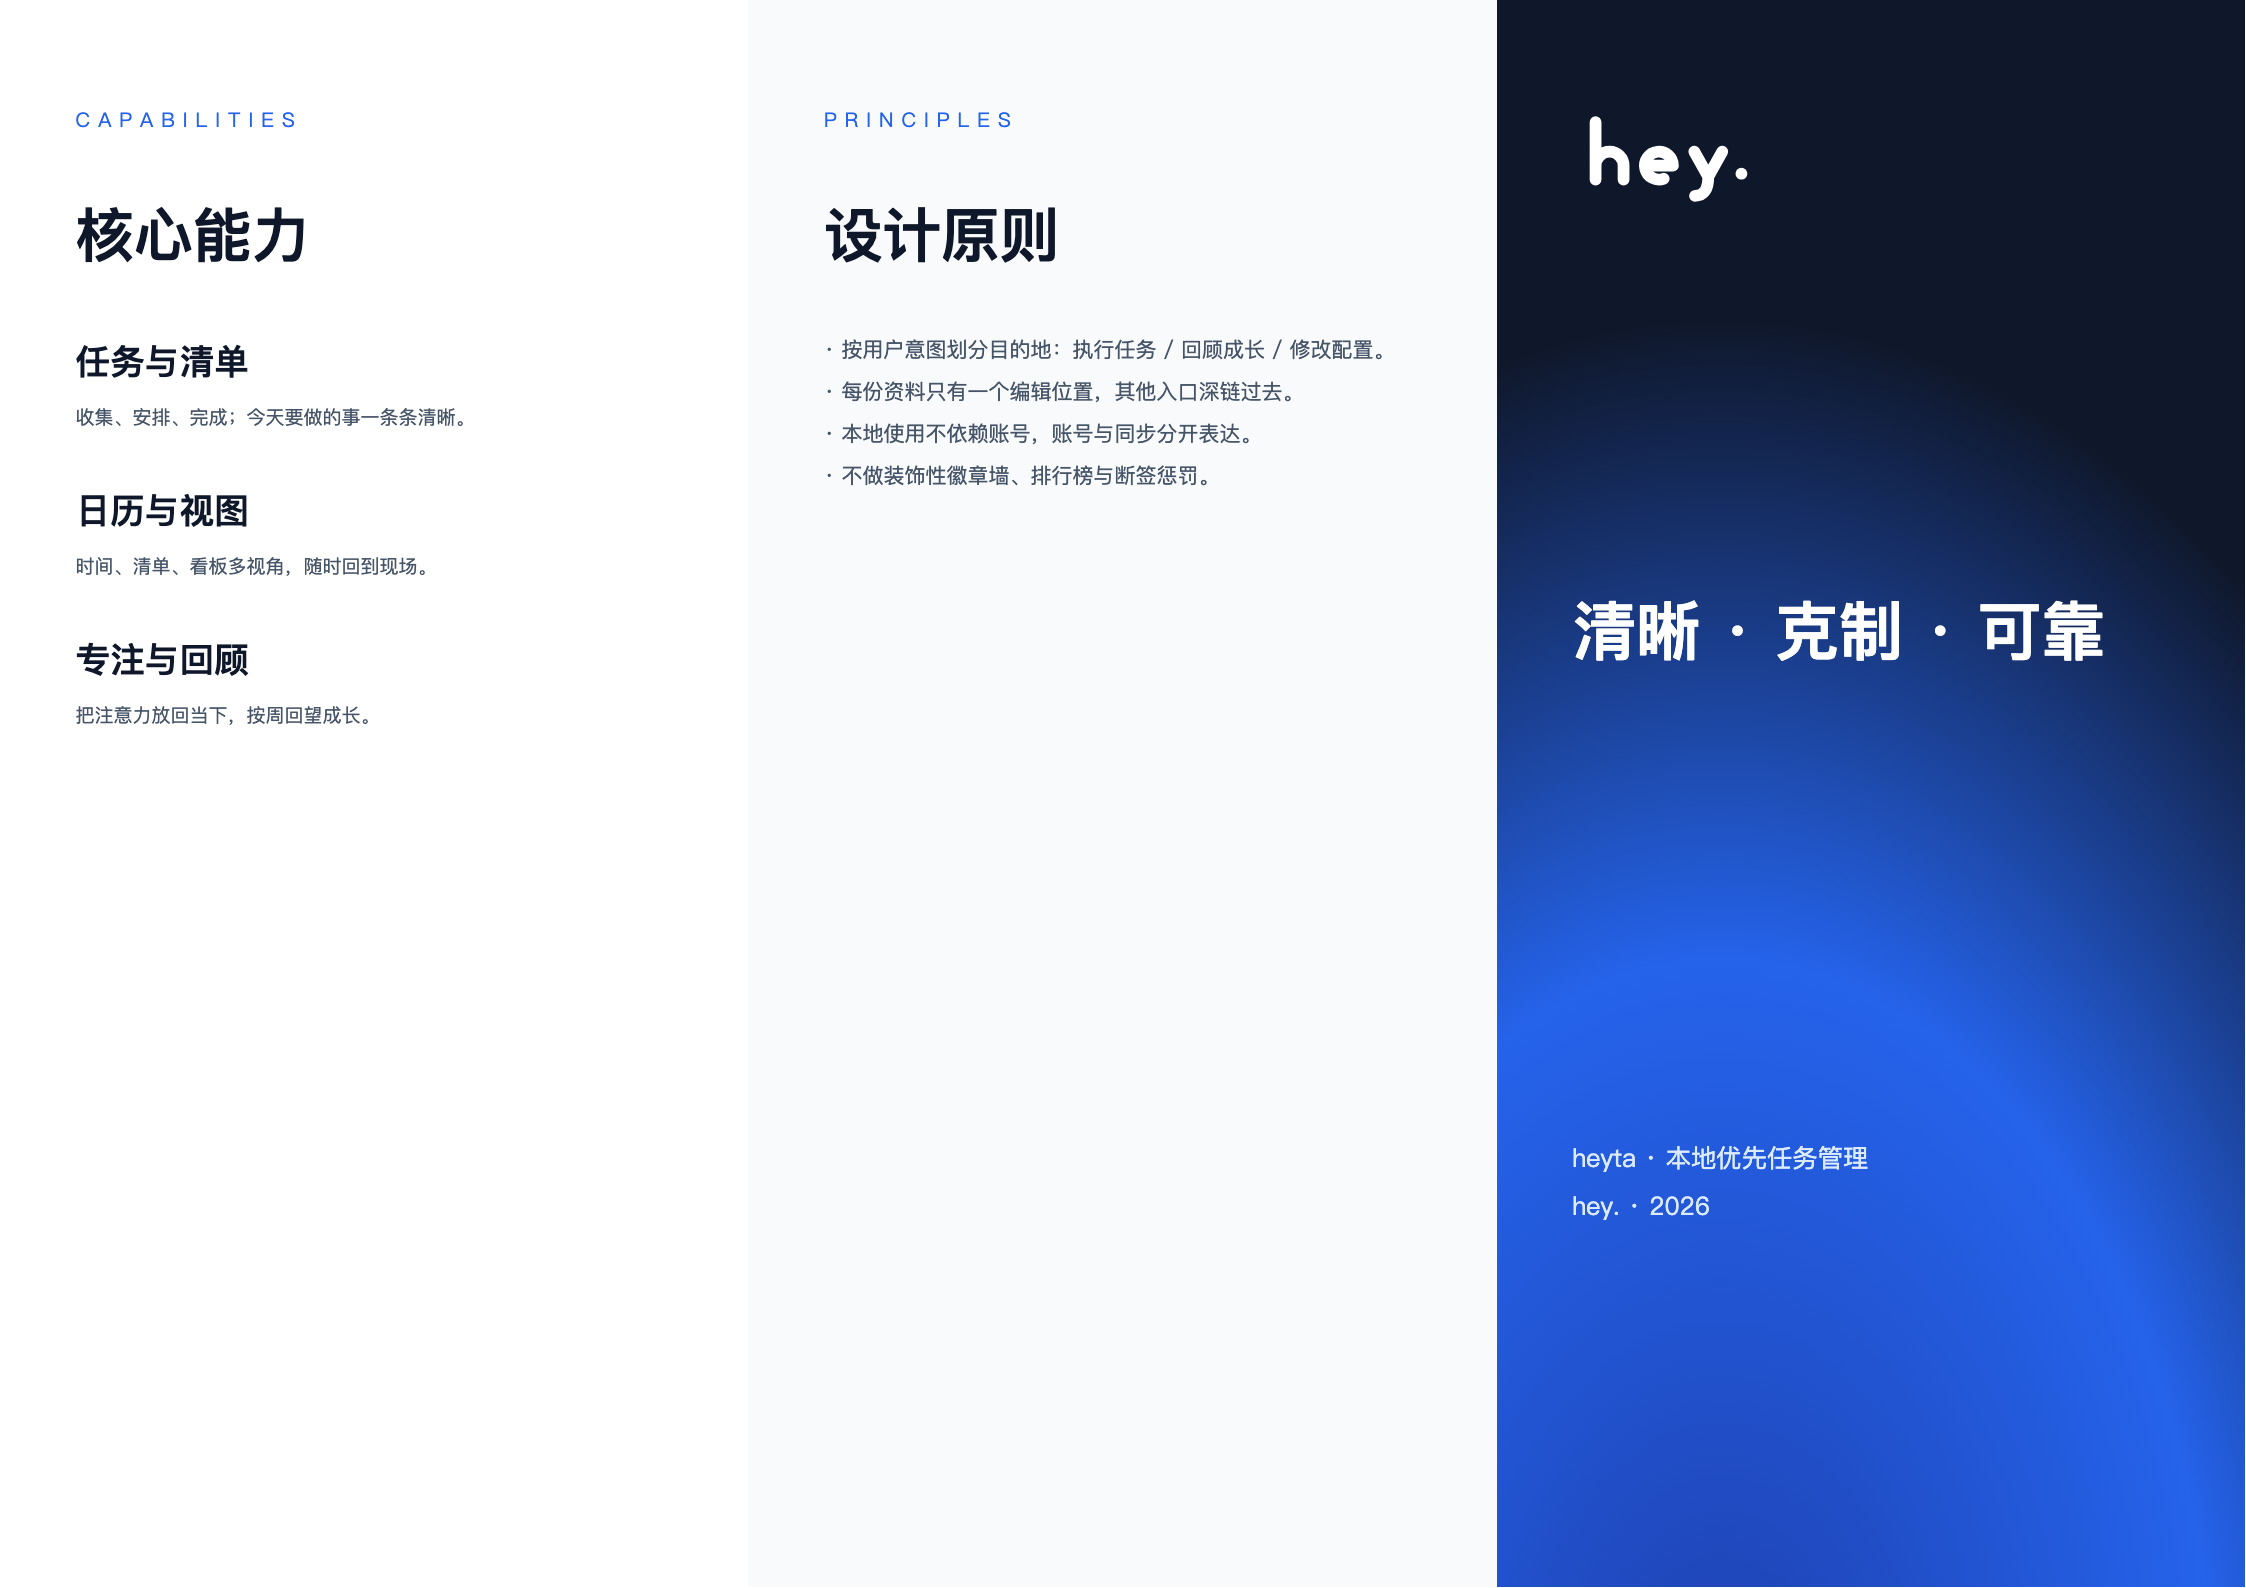 CAPABILITIES
核心能力
任务与清单
收集、安排、完成；今天要做的事一条条清晰。
日历与视图
时间、清单、看板多视角，随时回到现场。
专注与回顾
把注意力放回当下，按周回望成长。
PRINCIPLES
设计原则
· 按用户意图划分目的地：执行任务 / 回顾成长 / 修改配置。
· 每份资料只有一个编辑位置，其他入口深链过去。
· 本地使用不依赖账号，账号与同步分开表达。
· 不做装饰性徽章墙、排行榜与断签惩罚。
hey.
清晰 · 克制 · 可靠
heyta · 本地优先任务管理
hey. · 2026